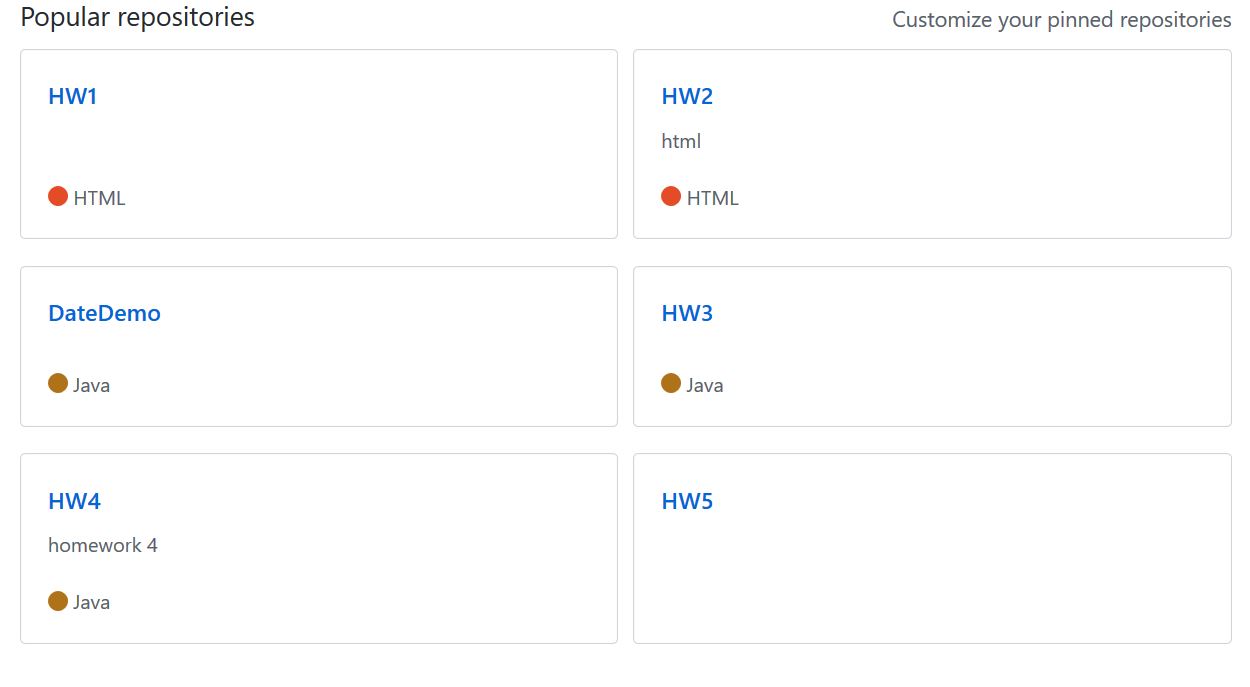 Popular repositories
Customize your pinned repositories
HW1
HTML
HW2
html
HTML
DateDemo
Java
HW3
Java
HW4
homework 4
Java
HW5